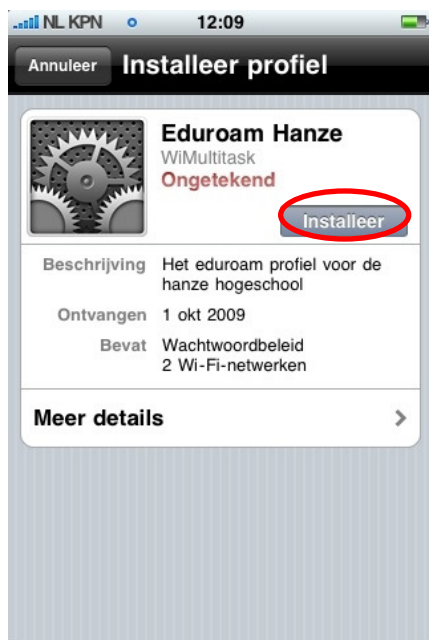 NL KPN 12:09
Annuleer Installeer profiel
Eduroam Hanze
WiMultitask
Ongetekend
Installeer
Beschrijving Het eduroam profiel voor de
hanze hogeschool
Ontvangen 1 okt 2009
Bevat Wachtwoordbeleid
2 Wi-Fi-netwerken
Meer details